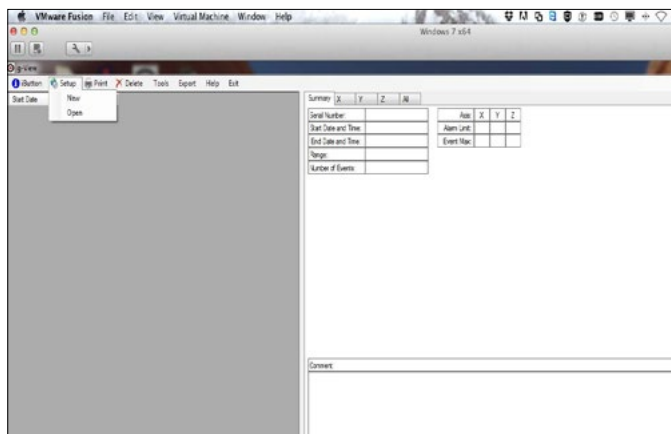 VMware Fusion File Edit View Virtual Machine Window Help
Windows 7 x64
g-view
iButton Setup Print Delete Tools Export Help Exit
New
Open
Start Date
Summary X Y Z All
Serial Number:
Start Date and Time:
End Date and Time:
Range:
Number of Events:
Axis: X Y Z
Alarm Limit:
Event Max:
Comment: